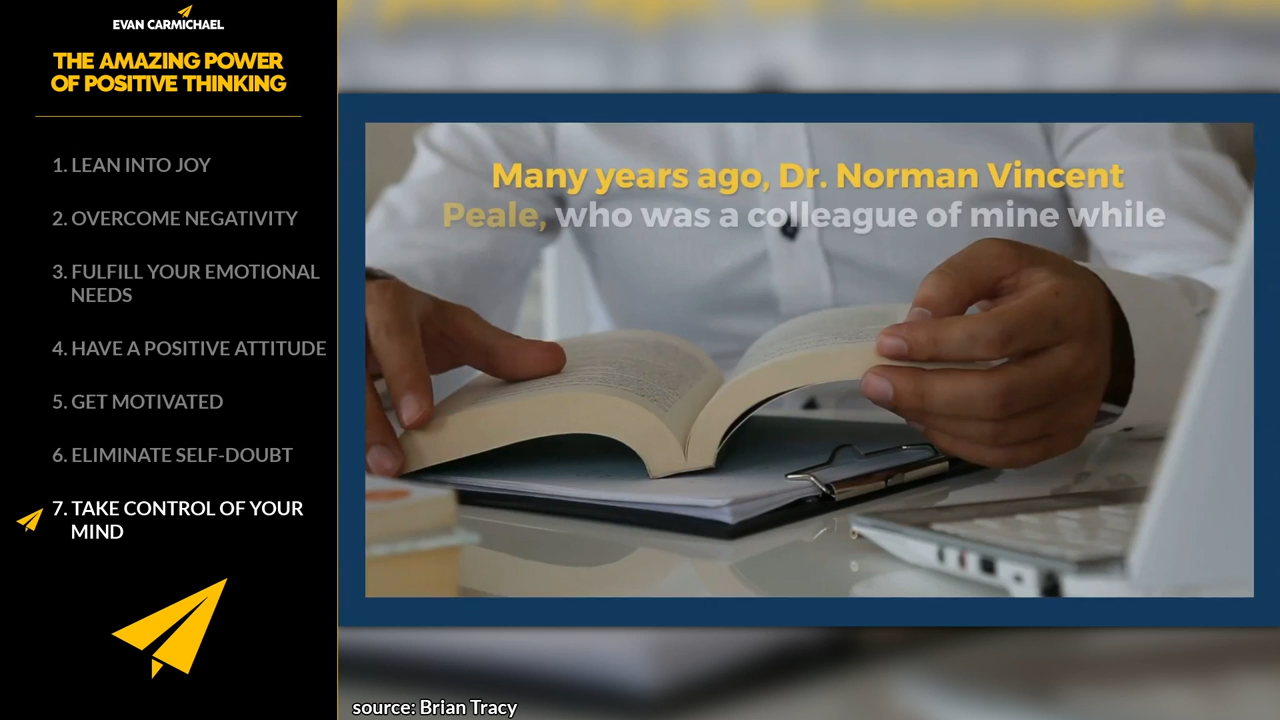 EVAN CARMICHAEL
THE AMAZING POWER
OF POSITIVE THINKING
1. LEAN INTO JOY
2. OVERCOME NEGATIVITY
3. FULFILL YOUR EMOTIONAL
NEEDS
4. HAVE A POSITIVE ATTITUDE
5. GET MOTIVATED
6. ELIMINATE SELF-DOUBT
7. TAKE CONTROL OF YOUR
MIND
Many years ago, Dr. Norman Vincent
Peale, who was a colleague of mine while
source: Brian Tracy